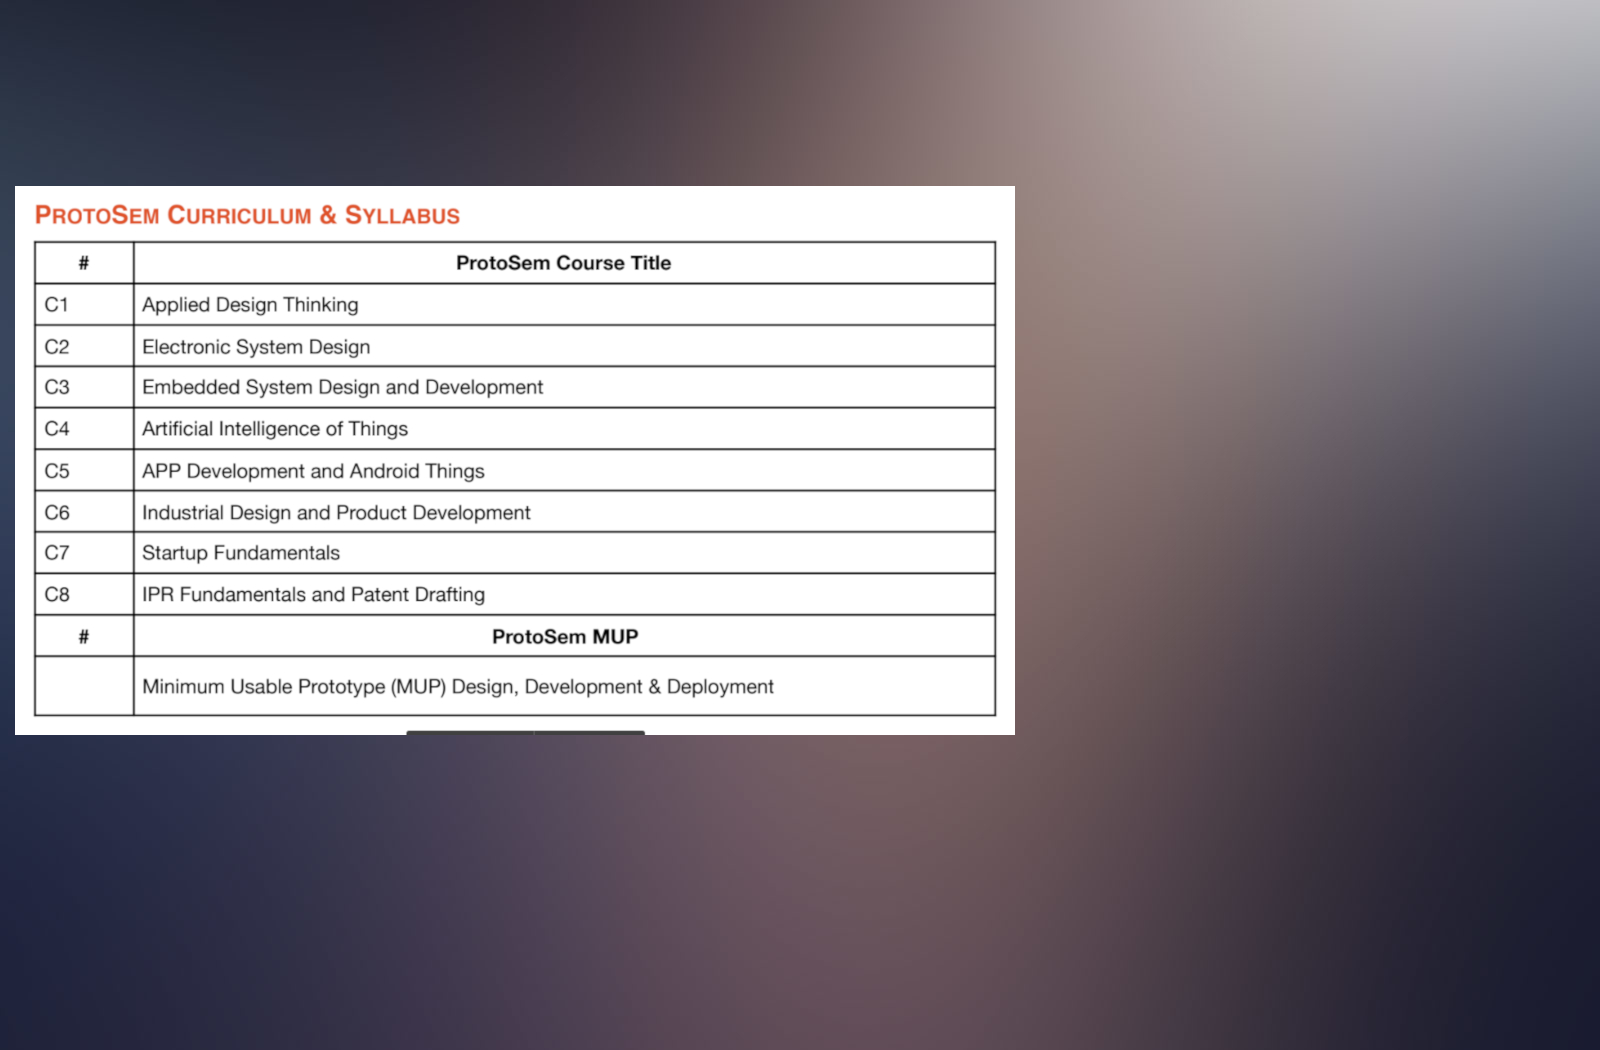 PROTOSEM CURRICULUM & SYLLABUS
# ProtoSem Course Title
C1 Applied Design Thinking
C2 Electronic System Design
C3 Embedded System Design and Development
C4 Artificial Intelligence of Things
C5 APP Development and Android Things
C6 Industrial Design and Product Development
C7 Startup Fundamentals
C8 IPR Fundamentals and Patent Drafting
# ProtoSem MUP
Minimum Usable Prototype (MUP) Design, Development & Deployment